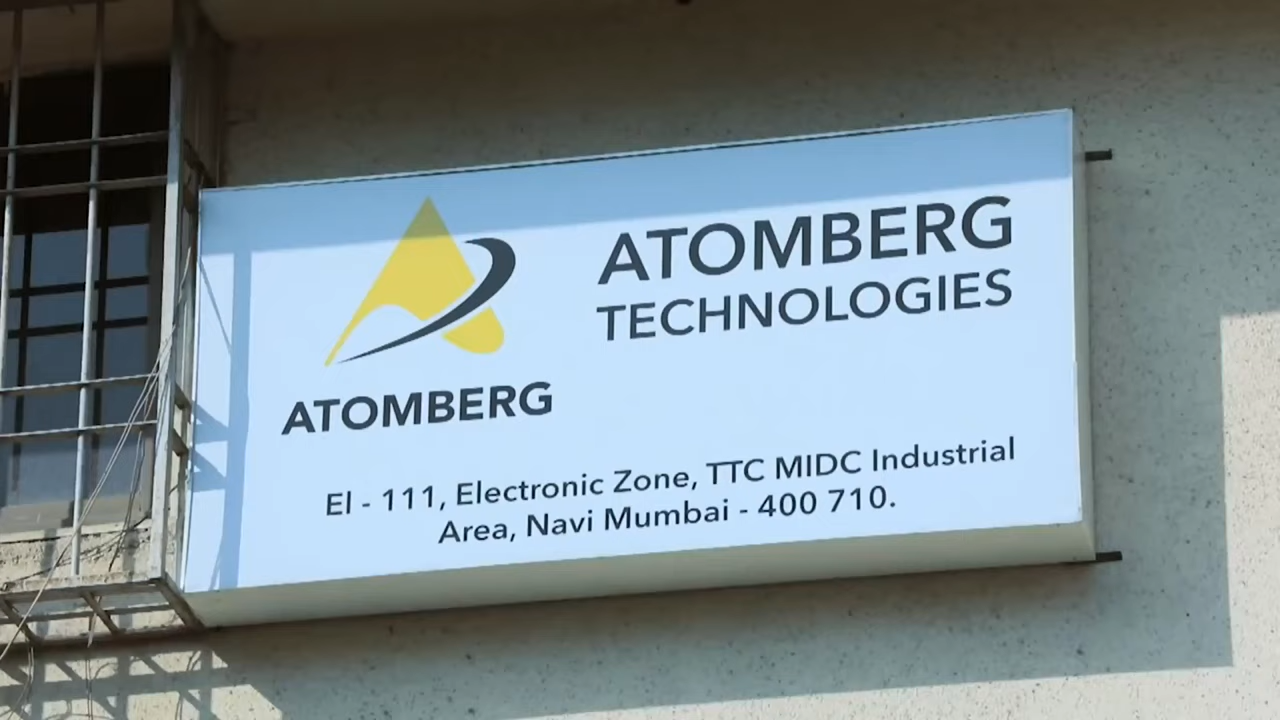 ATOMBERG
TECHNOLOGIES
ATOMBERG
El - 111, Electronic Zone, TTC MIDC Industrial
Area, Navi Mumbai - 400 710.